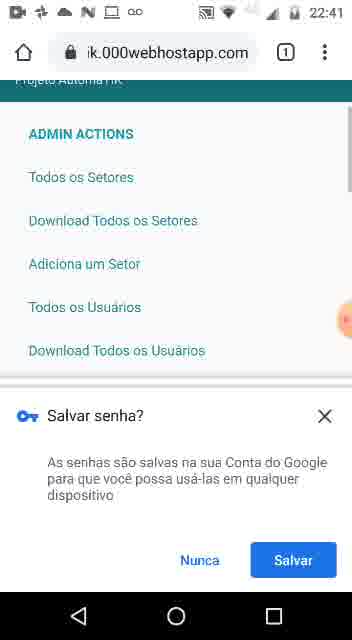 22:41
ik.000webhostapp.com
1
Projeto Automa HK
ADMIN ACTIONS
Todos os Setores
Download Todos os Setores
Adiciona um Setor
Todos os Usuários
Download Todos os Usuários
Salvar senha?
As senhas são salvas na sua Conta do Google
para que você possa usá-las em qualquer
dispositivo
Nunca
Salvar